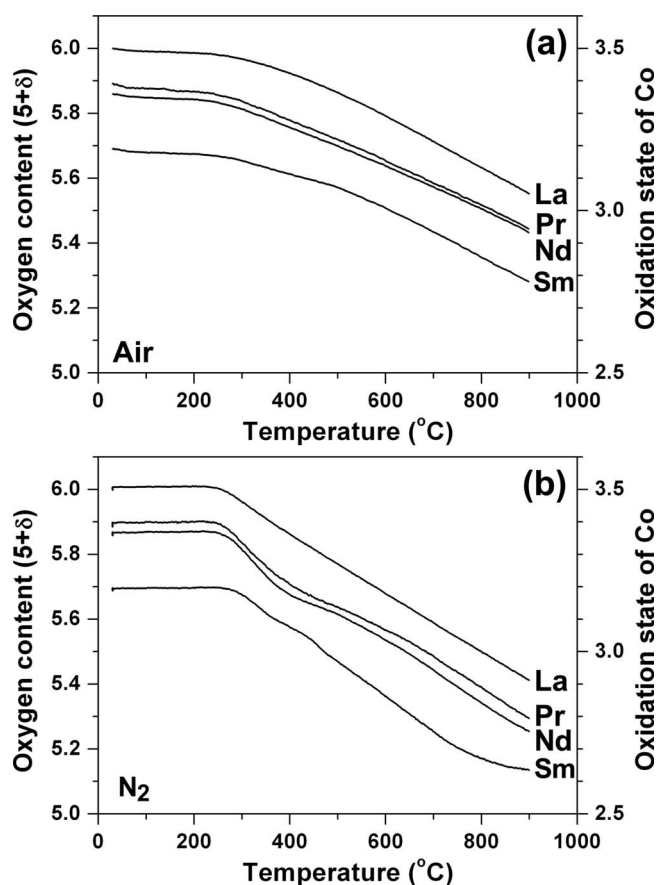 (a)
6.0
5.8
5.6
5.4
5.2
5.0
Oxygen content (5+δ)
3.5
3.0
2.5
Oxidation state of Co
La
Pr
Nd
Sm
Air
0 200 400 600 800 1000
Temperature (°C)
(b)
6.0
5.8
5.6
5.4
5.2
5.0
Oxygen content (5+δ)
3.5
3.0
2.5
Oxidation state of Co
La
Pr
Nd
Sm
N2
0 200 400 600 800 1000
Temperature (°C)